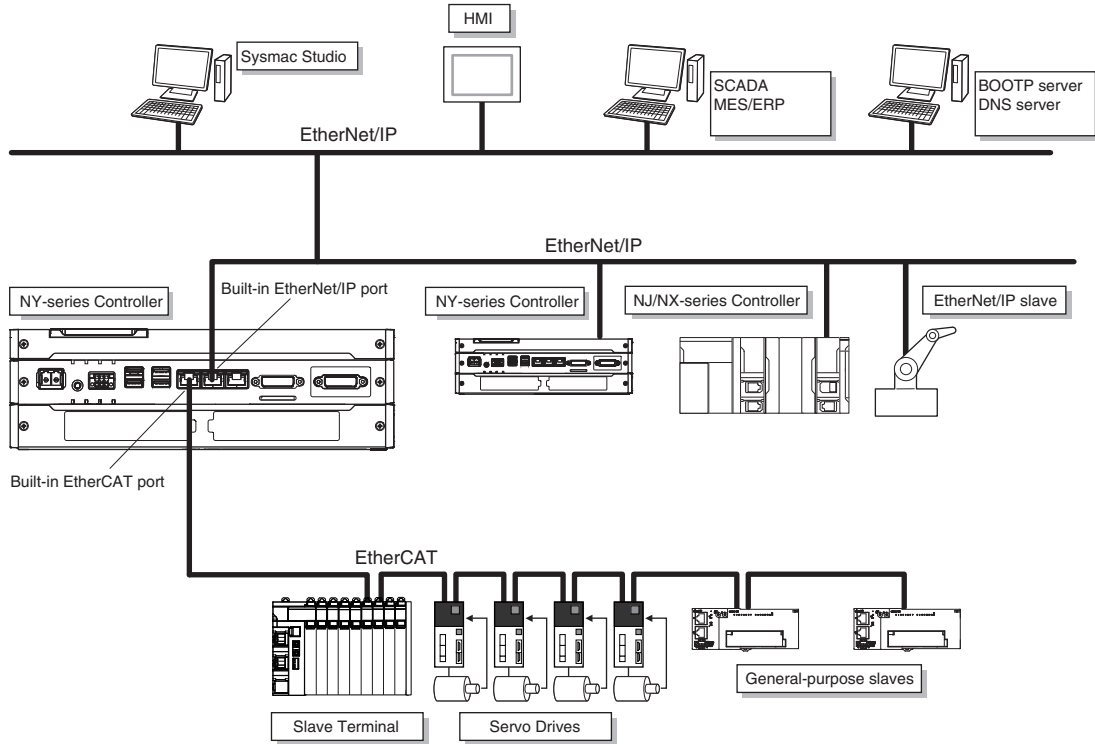 HMI
Sysmac Studio
SCADA
MES/ERP
BOOTP server
DNS server
EtherNet/IP
EtherNet/IP
Built-in EtherNet/IP port
NY-series Controller
NY-series Controller
NJ/NX-series Controller
EtherNet/IP slave
Built-in EtherCAT port
EtherCAT
General-purpose slaves
Slave Terminal
Servo Drives